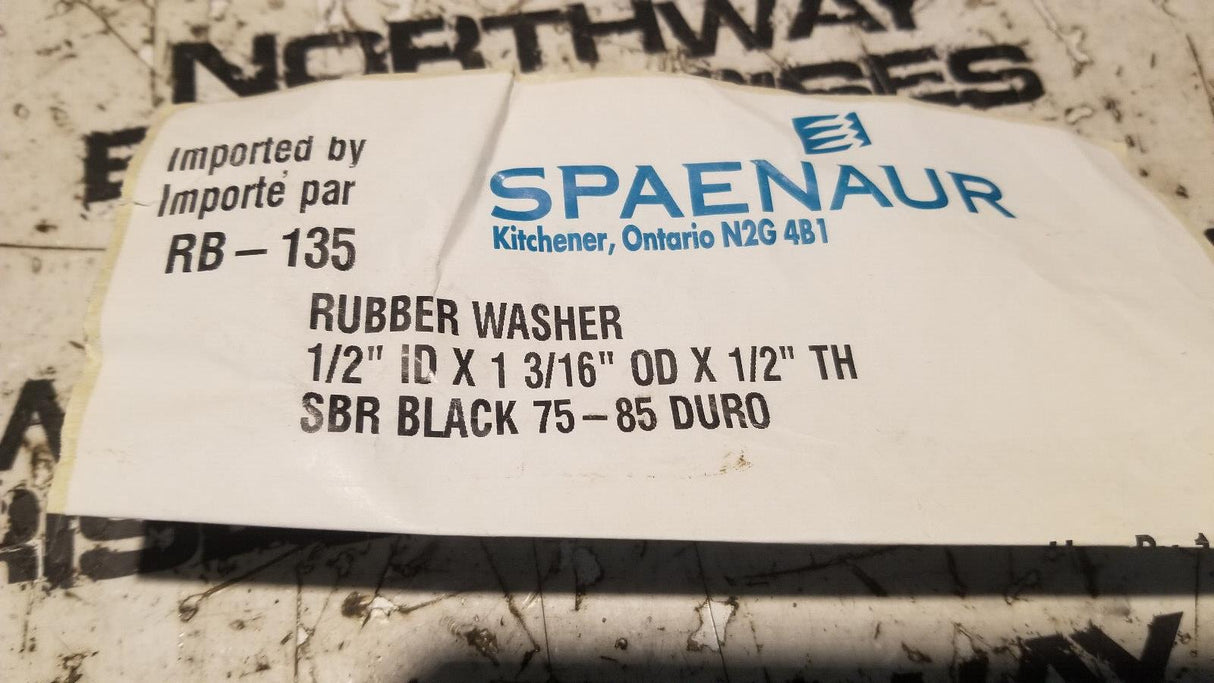 NORTHWAY
Imported by
Importé par
RB – 135
SPAENAUR
Kitchener, Ontario N2G 4B1
RUBBER WASHER
1/2" ID X 1 3/16" OD X 1/2" TH
SBR BLACK 75 – 85 DURO